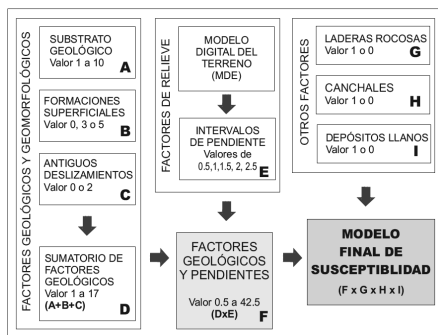 FACTORES GEOLÓGICOS Y GEOMORFOLÓGICOS
SUBSTRATO
GEOLÓGICO
Valor 1 a 10
A
FORMACIONES
SUPERFICIALES
Valor 0, 3 o 5
B
ANTIGUOS
DESLIZAMIENTOS
Valor 0 o 2
C
SUMATORIO DE
FACTORES
GEOLÓGICOS
Valor 1 a 17
(A+B+C)
D
FACTORES DE RELIEVE
MODELO
DIGITAL DEL
TERRENO
(MDE)
INTERVALOS
DE PENDIENTE
Valores de
0.5,1,1.5, 2, 2.5
E
FACTORES
GEOLÓGICOS
Y PENDIENTES
Valor 0.5 a 42.5
(DxE)
F
OTROS FACTORES
LADERAS ROCOSAS
Valor 1 o 0
G
CANCHALES
Valor 1 o 0
H
DEPÓSITOS LLANOS
Valor 1 o 0
I
MODELO
FINAL DE
SUSCEPTIBLIDAD
(F x G x H x I)